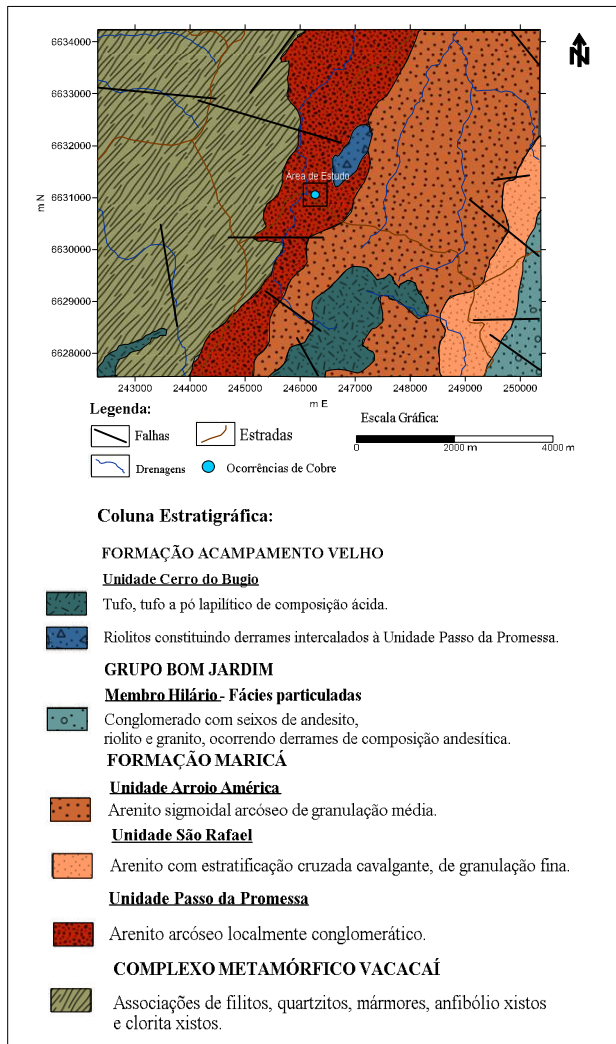 6634000
6633000
6632000
6631000
6630000
6629000
6628000
m N
N
Área de Estudo
243000 244000 245000 246000 247000 248000 249000 250000
m E
Legenda:
Falhas
Estradas
Drenagens
Ocorrências de Cobre
Escala Gráfica:
0 2000 m 4000 m
Coluna Estratigráfica:
FORMAÇÃO ACAMPAMENTO VELHO
Unidade Cerro do Bugio
Tufo, tufo a pó lapilítico de composição ácida.
Riolitos constituindo derrames intercalados à Unidade Passo da Promessa.
GRUPO BOM JARDIM
Membro Hilário - Fácies particuladas
Conglomerado com seixos de andesito,
riolito e granito, ocorrendo derrames de composição andesítica.
FORMAÇÃO MARICÁ
Unidade Arroio América
Arenito sigmoidal arcóseo de granulação média.
Unidade São Rafael
Arenito com estratificação cruzada cavalgante, de granulação fina.
Unidade Passo da Promessa
Arenito arcóseo localmente conglomerático.
COMPLEXO METAMÓRFICO VACACAÍ
Associações de filitos, quartzitos, mármores, anfibólio xistos
e clorita xistos.